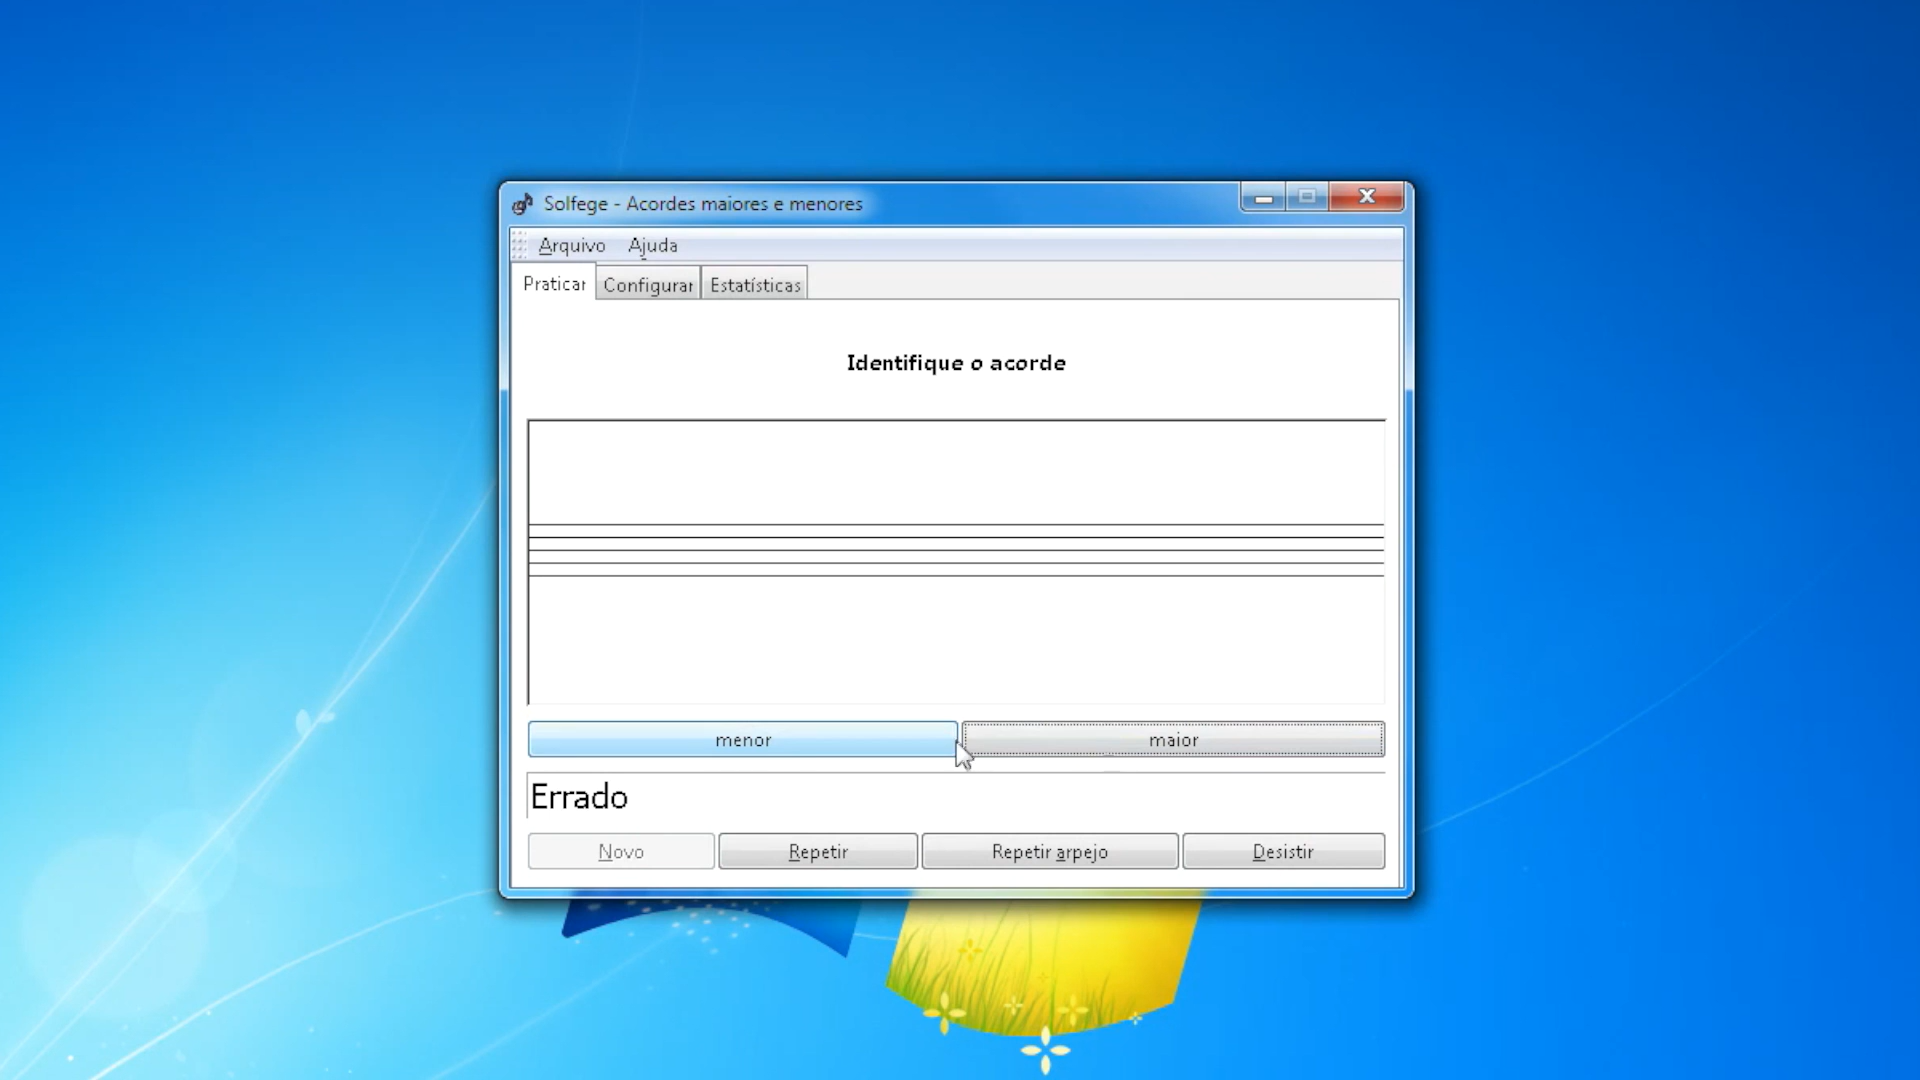 Solfege - Acordes maiores e menores
Arquivo Ajuda
Praticar Configurar Estatísticas
Identifique o acorde
menor maior
Errado
Novo Repetir Repetir arpejo Desistir